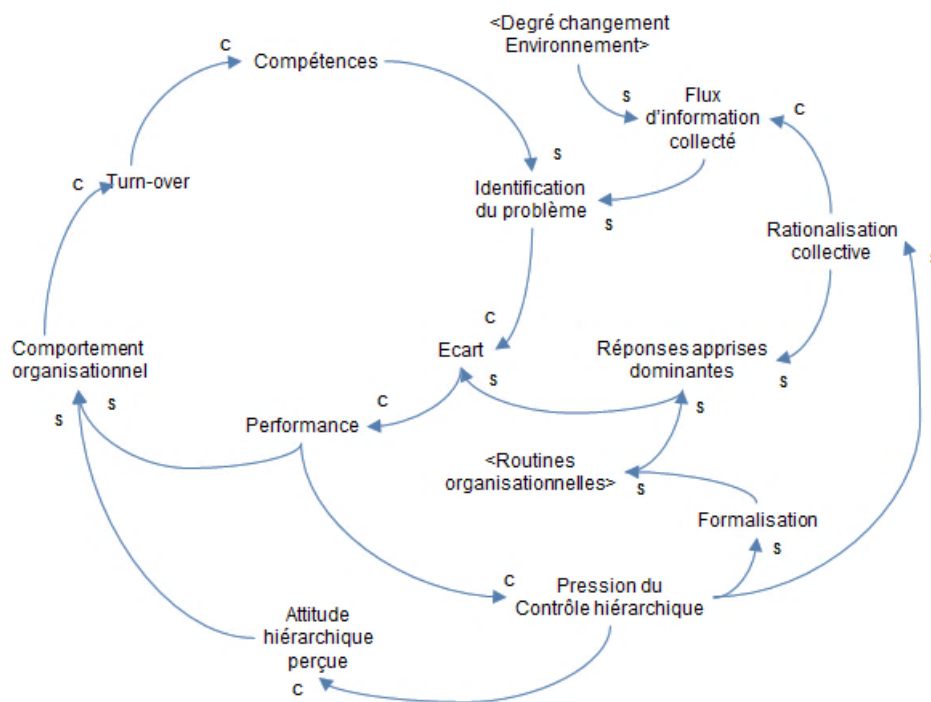 <Degré changement
Environnement>
C
Compétences
Flux
d'information
collecté
S
C
S
Identification
du problème
S
C
Turn-over
Rationalisation
collective
S
C
Ecart
S
Comportement
organisationnel
S
S
Réponses apprises
dominantes
S
S
C
Performance
<Routines
organisationnelles>
S
Formalisation
S
C
Pression du
Contrôle hiérarchique
Attitude
hiérarchique
perçue
C